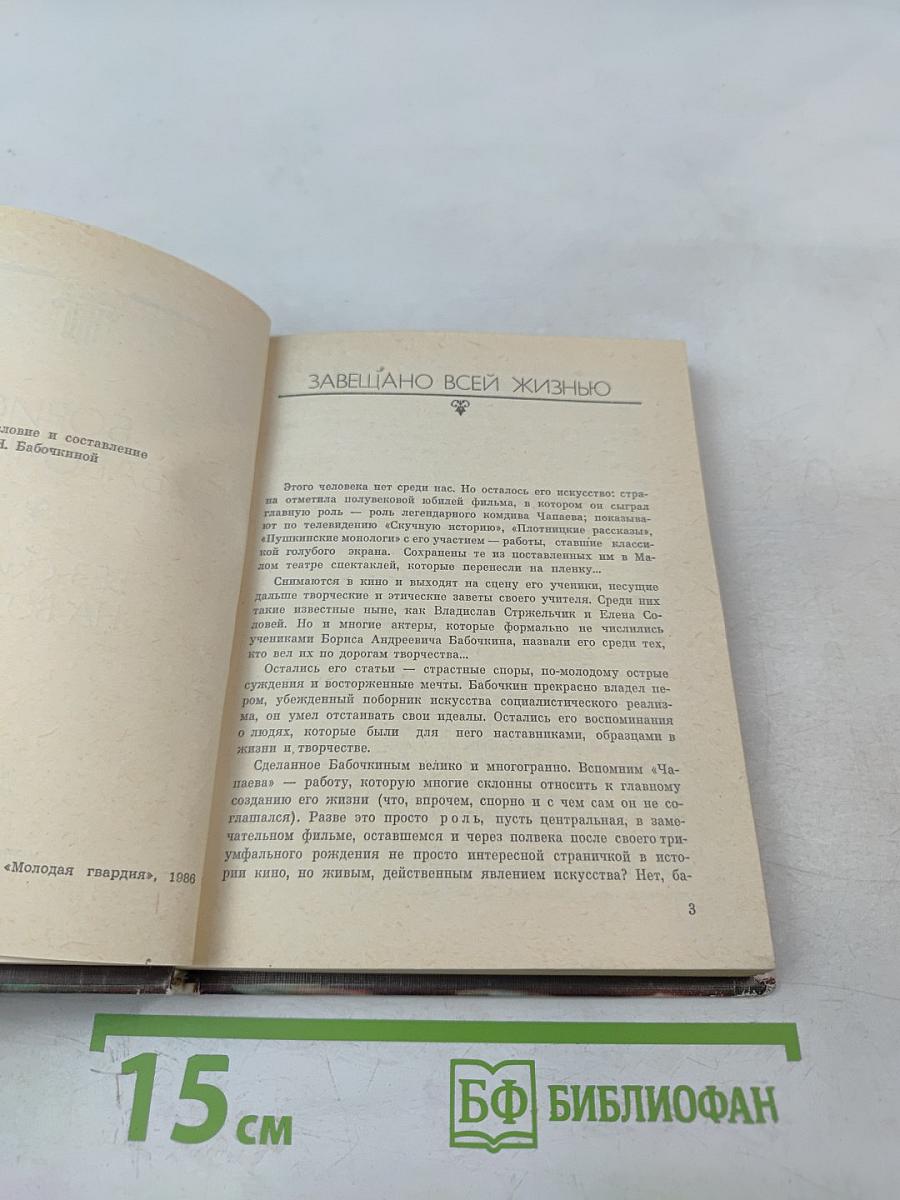 словие и составление
Н. Бабочкиной
«Молодая гвардия», 1986
ЗАВЕЩАНО ВСЕЙ ЖИЗНЬЮ
Этого человека нет среди нас. Но осталось его искусство: стра-
на отметила полувековой юбилей фильма, в котором он сыграл
главную роль — роль легендарного комдива Чапаева; показыва-
ют по телевидению «Скучную историю», «Плотницкие рассказы»,
«Пушкинские монологи» с его участием — работы, ставшие класси-
кой голубого экрана. Сохранены те из поставленных им в Ма-
лом театре спектаклей, которые перенесли на пленку...
Снимаются в кино и выходят на сцену его ученики, несущие
дальше творческие и этические заветы своего учителя. Среди них
такие известные ныне, как Владислав Стржельчик и Елена Со-
ловей. Но и многие актеры, которые формально не числились
учениками Бориса Андреевича Бабочкина, назвали его среди тех,
кто вел их по дорогам творчества...
Остались его статьи — страстные споры, по-молодому острые
суждения и восторженные мечты. Бабочкин прекрасно владел пе-
ром, убежденный поборник искусства социалистического реализ-
ма, он умел отстаивать свои идеалы. Остались его воспоминания
о людях, которые были для него наставниками, образцами в
жизни и творчестве.
Сделанное Бабочкиным велико и многогранно. Вспомним «Ча-
паева» — работу, которую многие склонны относить к главному
созданию его жизни (что, впрочем, спорно и с чем сам он не со-
глашался). Разве это просто роль, пусть центральная, в заме-
чательном фильме, оставшемся и через полвека после своего три-
умфального рождения не просто интересной страничкой в исто-
рии кино, но живым, действенным явлением искусства? Нет, ба-
3
15 см
БФ БИБЛИОФАН